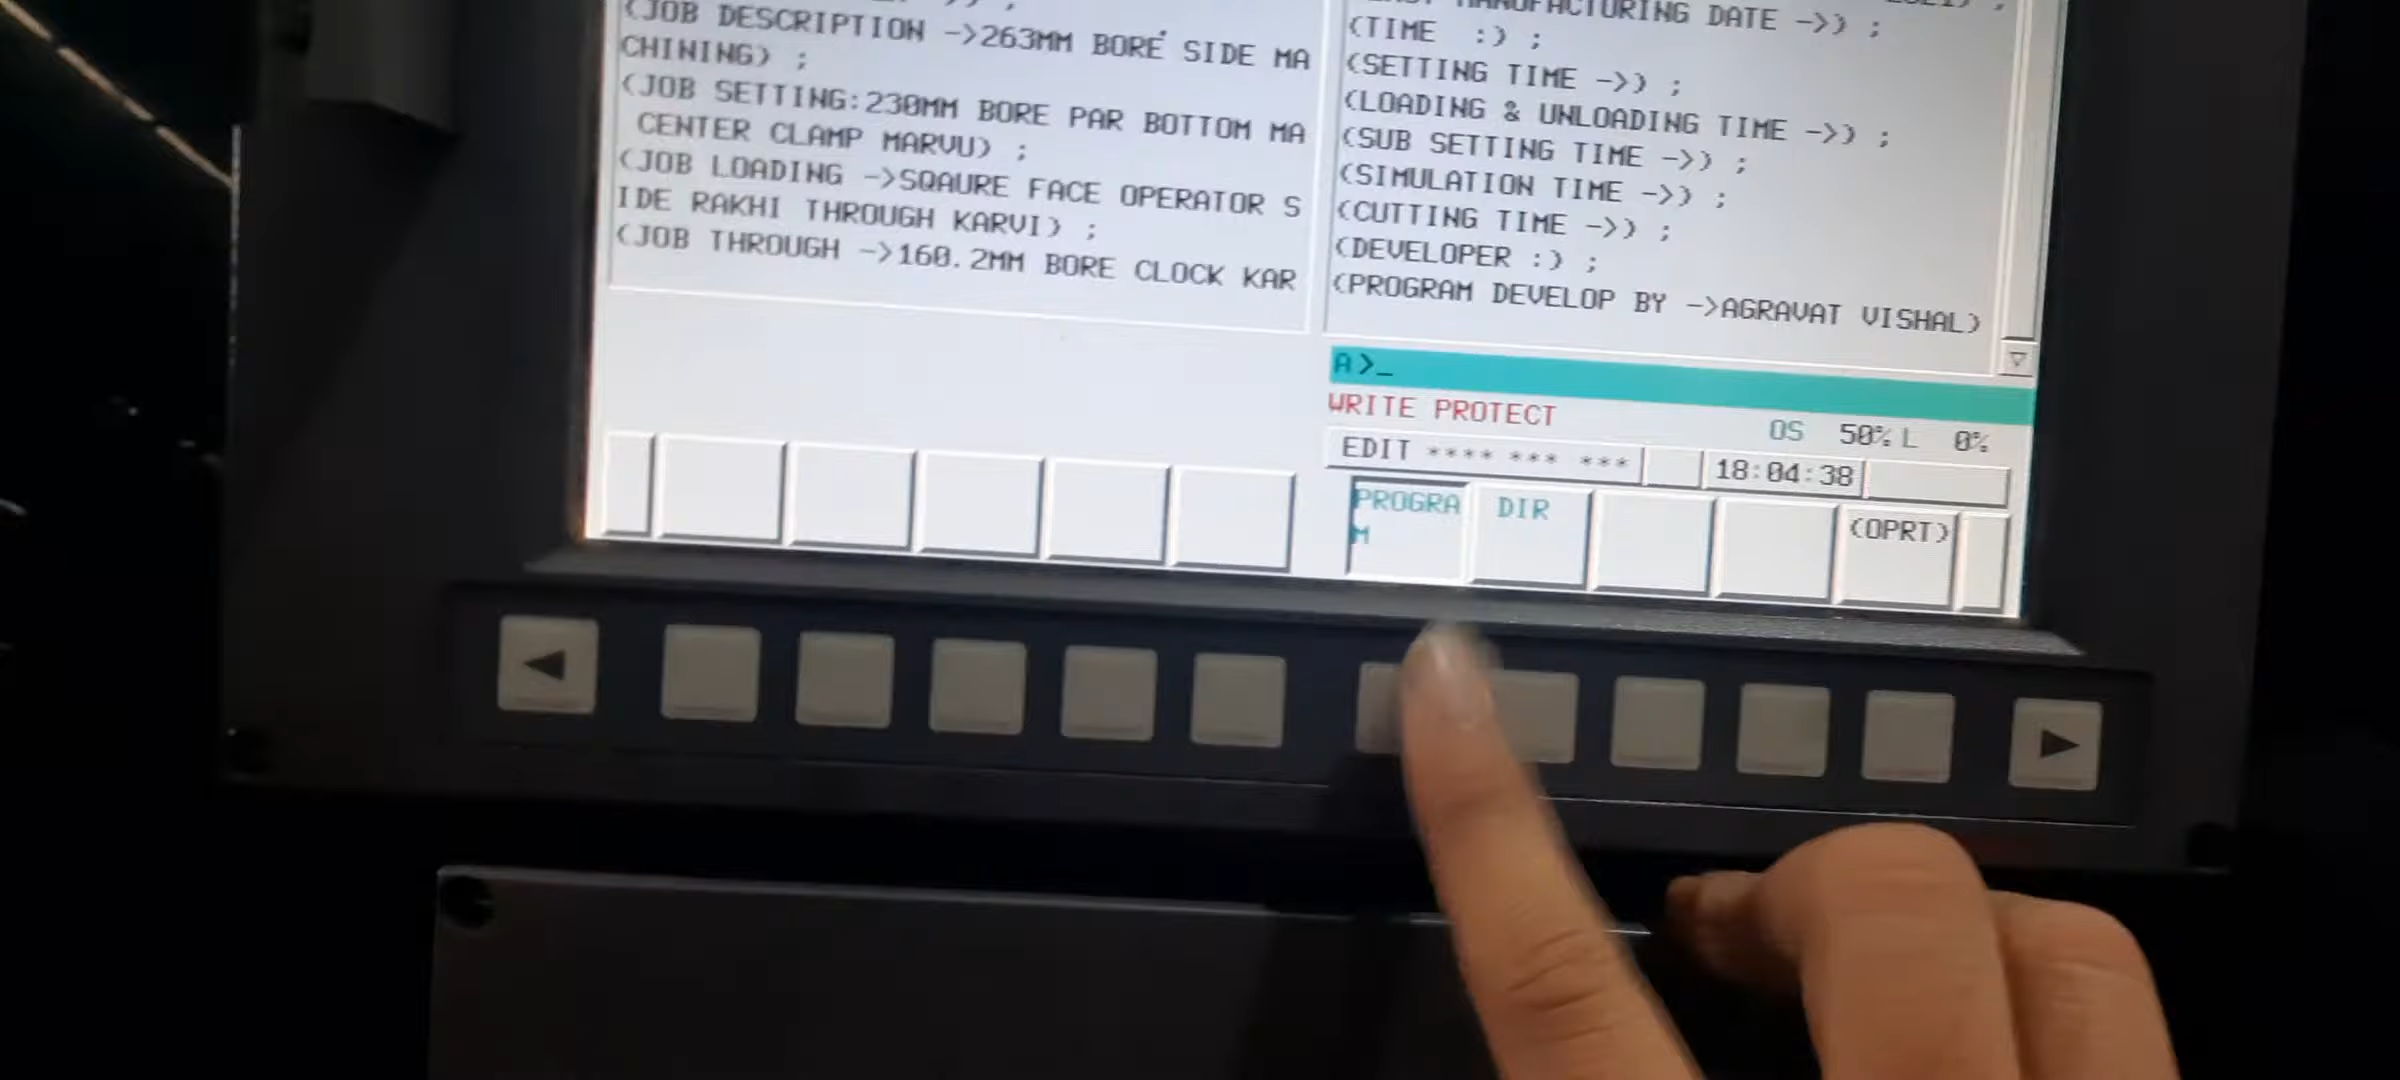 (JOB DESCRIPTION ->263MM BORE SIDE MA
CHINING) ;
(JOB SETTING:230MM BORE PAR BOTTOM MA
CENTER CLAMP MARVU) ;
(JOB LOADING ->SQAURE FACE OPERATOR S
IDE RAKHI THROUGH KARVI) ;
(JOB THROUGH ->160.2MM BORE CLOCK KAR
MANUFACTURING DATE ->) ;
(TIME :) ;
(SETTING TIME ->) ;
(LOADING & UNLOADING TIME ->) ;
(SUB SETTING TIME ->) ;
(SIMULATION TIME ->) ;
(CUTTING TIME ->) ;
(DEVELOPER :) ;
(PROGRAM DEVELOP BY ->AGRAVAT VISHAL)
A>_
WRITE PROTECT
OS 50% L 0%
EDIT **** *** ***
18:04:38
PROGRA
M
DIR
(OPRT)